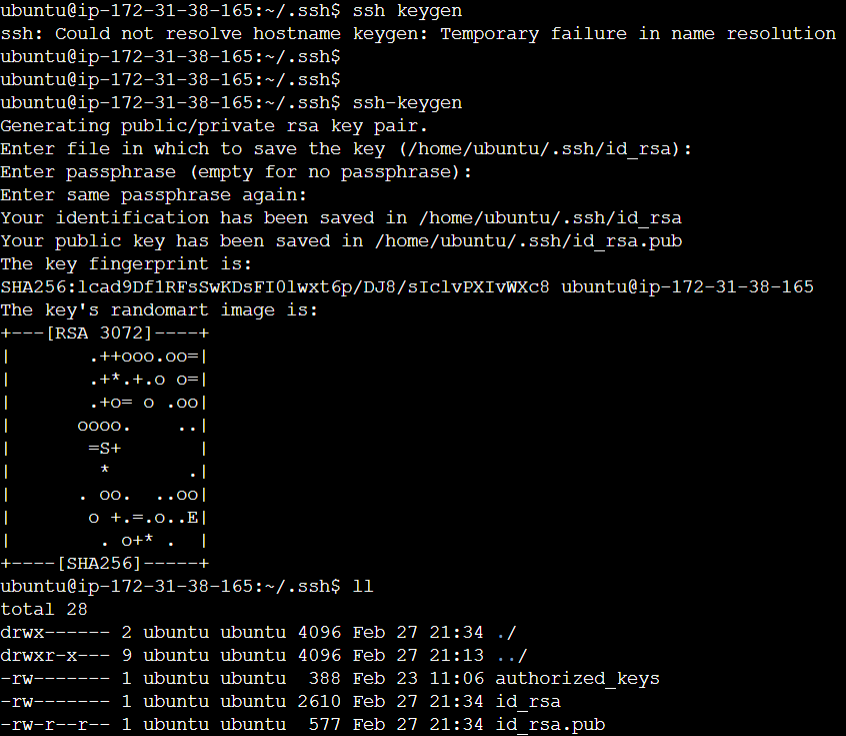 ubuntu@ip-172-31-38-165:~/.ssh$ ssh keygen
ssh: Could not resolve hostname keygen: Temporary failure in name resolution
ubuntu@ip-172-31-38-165:~/.ssh$
ubuntu@ip-172-31-38-165:~/.ssh$
ubuntu@ip-172-31-38-165:~/.ssh$ ssh-keygen
Generating public/private rsa key pair.
Enter file in which to save the key (/home/ubuntu/.ssh/id_rsa):
Enter passphrase (empty for no passphrase):
Enter same passphrase again:
Your identification has been saved in /home/ubuntu/.ssh/id_rsa
Your public key has been saved in /home/ubuntu/.ssh/id_rsa.pub
The key fingerprint is:
SHA256:lcad9Df1RFsSwKDsFI0lwxt6p/DJ8/sIclvPXIvWXc8 ubuntu@ip-172-31-38-165
The key's randomart image is:
+---[RSA 3072]----+
|       .++ooo.oo=|
|       .+*.+.o o=|
|       .+o= o .oo|
|      oooo.    ..|
|       =S+       |
|        *       .|
|      . oo.  ..oo|
|       o +.=.o..E|
|        . o+* .  |
+----[SHA256]-----+
ubuntu@ip-172-31-38-165:~/.ssh$ ll
total 28
drwx------ 2 ubuntu ubuntu 4096 Feb 27 21:34 ./
drwxr-x--- 9 ubuntu ubuntu 4096 Feb 27 21:13 ../
-rw------- 1 ubuntu ubuntu  388 Feb 23 11:06 authorized_keys
-rw------- 1 ubuntu ubuntu 2610 Feb 27 21:34 id_rsa
-rw-r--r-- 1 ubuntu ubuntu  577 Feb 27 21:34 id_rsa.pub